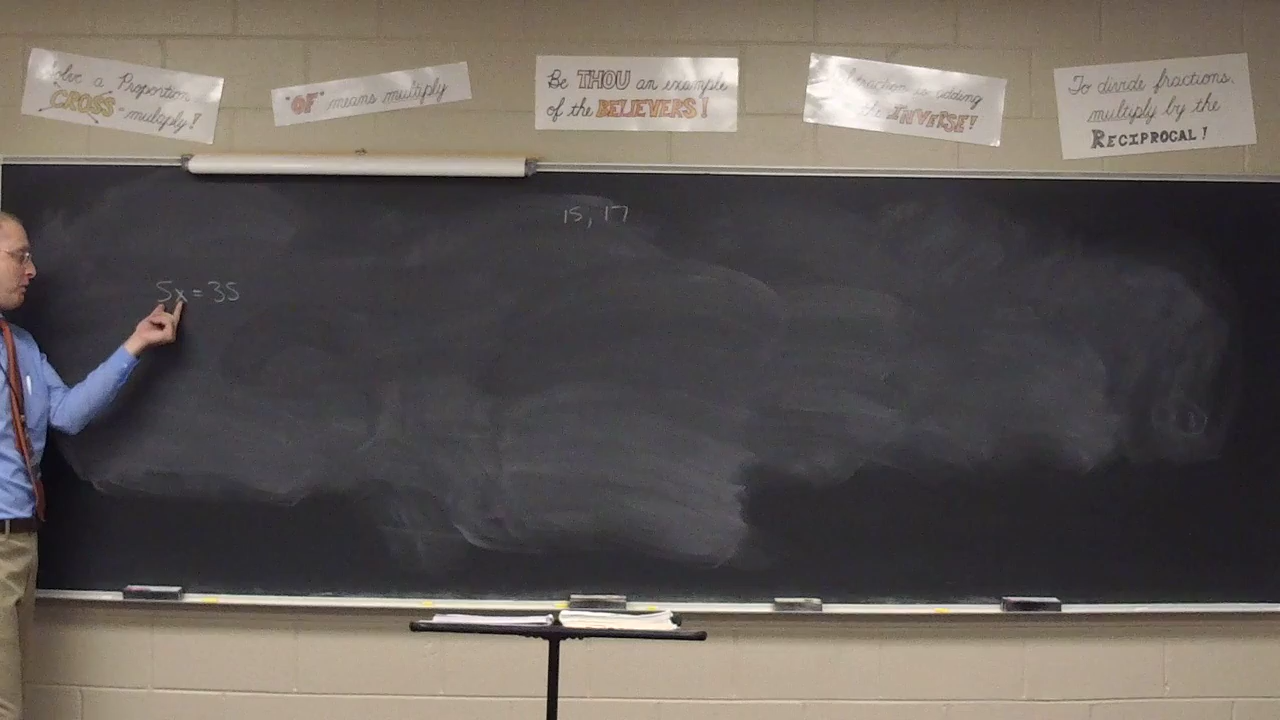 Solve a Proportion
CROSS-multiply!
"OF" means multiply
Be THOU an example
of the BELIEVERS!
is adding
the INVERSE!
To divide fractions,
multiply by the
RECIPROCAL!
15, 17
5x=35